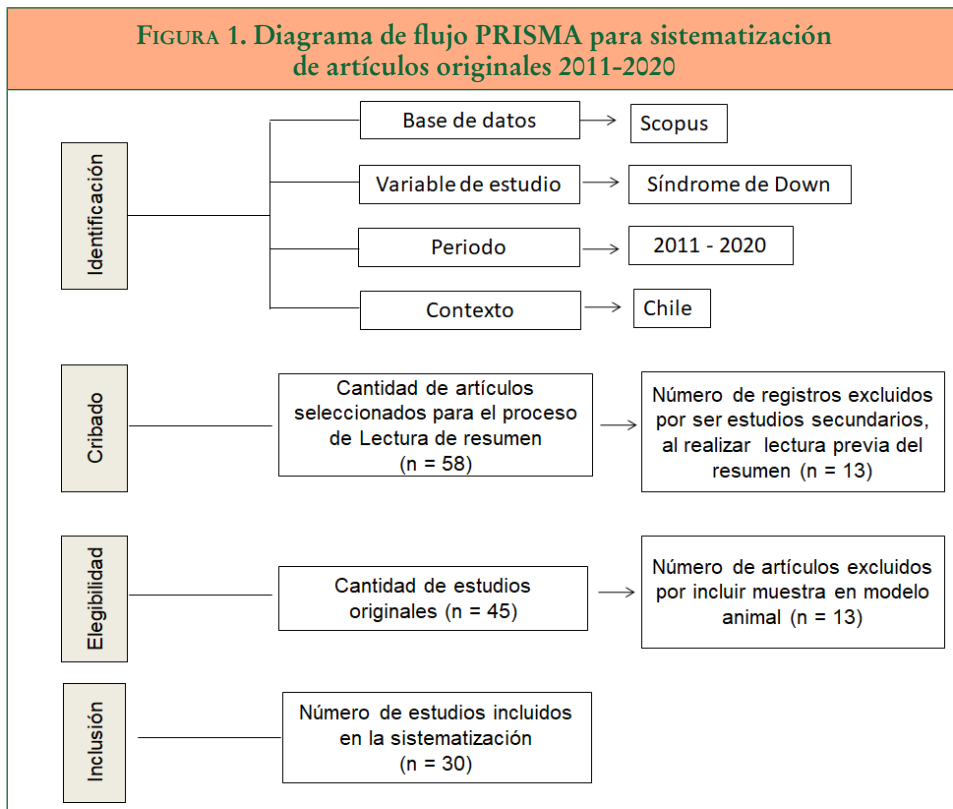 FIGURA 1. Diagrama de flujo PRISMA para sistematización
de artículos originales 2011-2020
Identificación
Base de datos
Scopus
Variable de estudio
Síndrome de Down
Periodo
2011 - 2020
Contexto
Chile
Cribado
Cantidad de artículos
seleccionados para el proceso
de Lectura de resumen
(n = 58)
Número de registros excluidos
por ser estudios secundarios,
al realizar lectura previa del
resumen (n = 13)
Elegibilidad
Cantidad de estudios
originales (n = 45)
Número de artículos excluidos
por incluir muestra en modelo
animal (n = 13)
Inclusión
Número de estudios incluidos
en la sistematización
(n = 30)